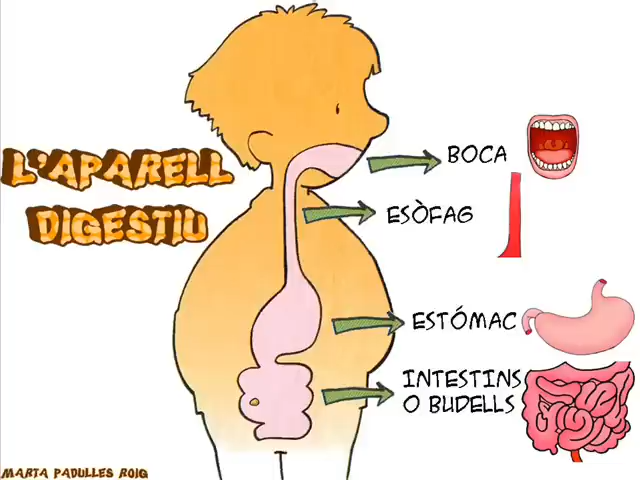 L'APARELL
DIGESTIU
BOCA
ESÒFAG
ESTÓMAC
INTESTINS
O BUDELLS
MARTA PADULLES ROIG